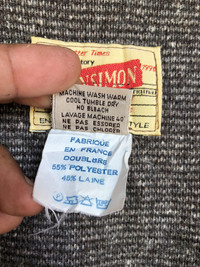 ter Times
tory
SIMON
MACHINE WASH WARM
COOL TUMBLE DRY
NO BLEACH
LAVAGE MACHINE 40
NE PAS ESSORER
NE PAS CHLORER
FABRIQUE
EN FRANCE
DOUBLURE
55% POLYESTER
45% LAINE
STYLE